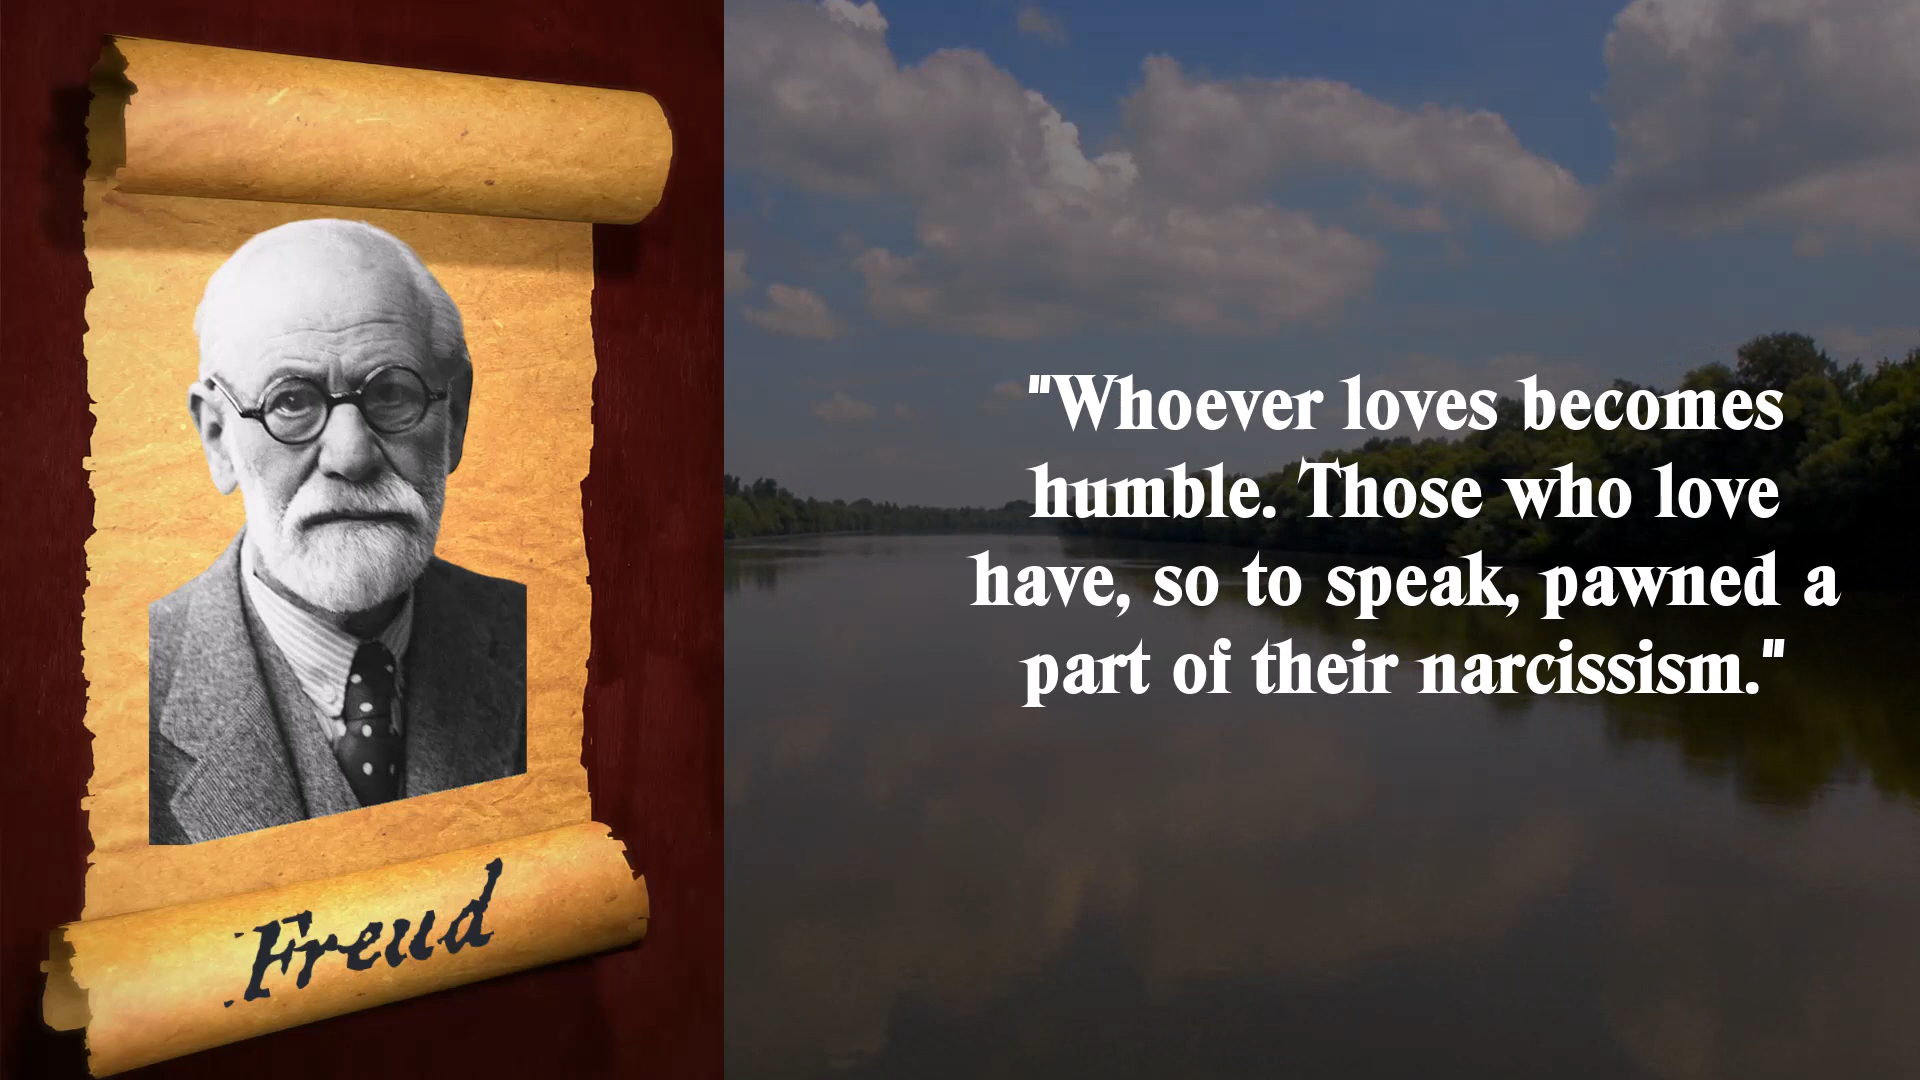 Freud
"Whoever loves becomes
humble. Those who love
have, so to speak, pawned a
part of their narcissism."